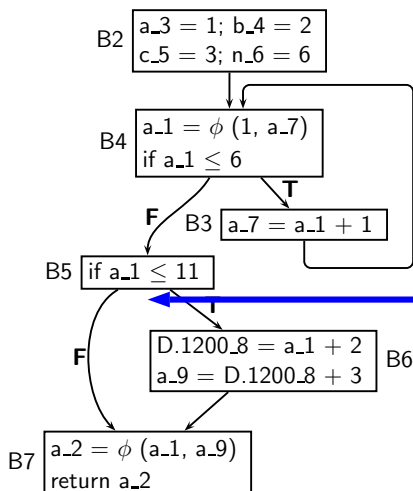 B2
a_3 = 1; b_4 = 2
c_5 = 3; n_6 = 6
B4
a_1 = ϕ (1, a_7)
if a_1 ≤ 6
F
T
B3
a_7 = a_1 + 1
B5
if a_1 ≤ 11
F
T
D.1200_8 = a_1 + 2
a_9 = D.1200_8 + 3
B6
B7
a_2 = ϕ (a_1, a_9)
return a_2